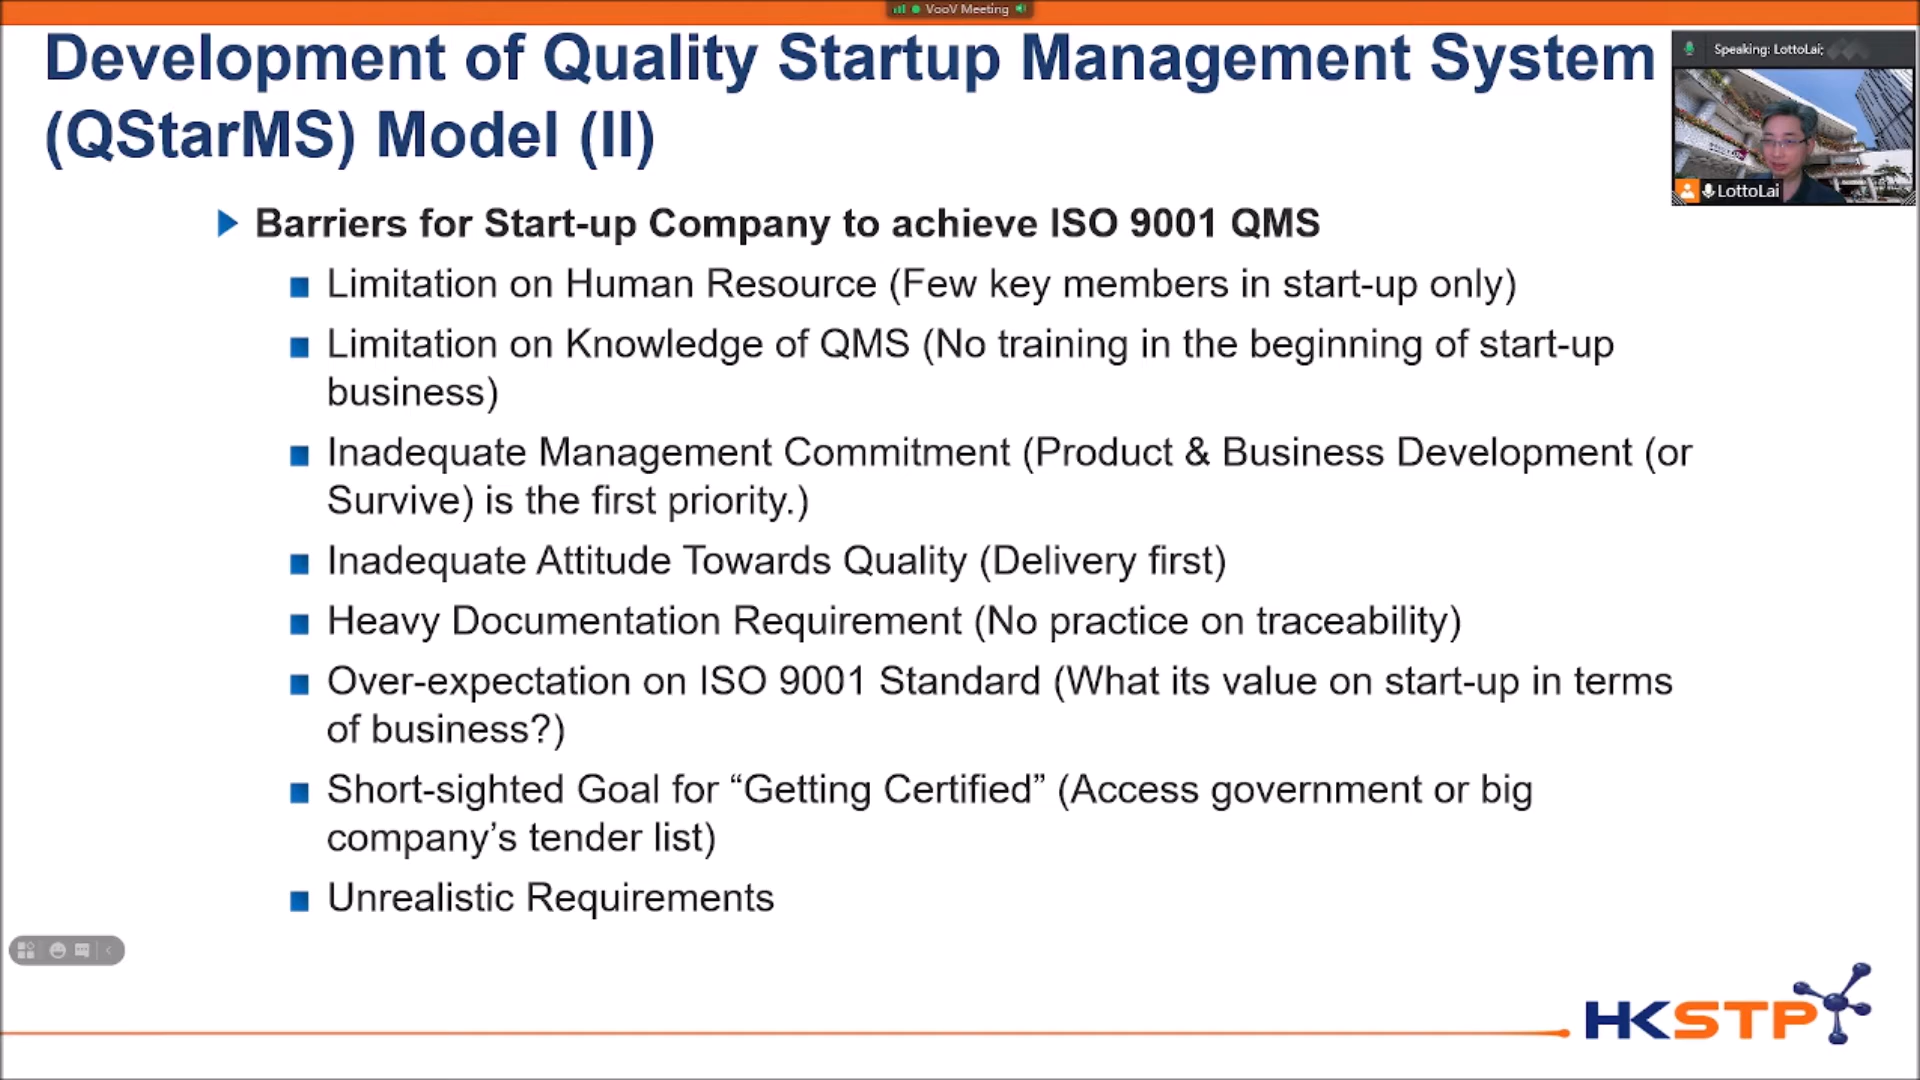 VooV Meeting
Development of Quality Startup Management System
(QStarMS) Model (II)
Speaking: LottoLai;
LottoLai
Barriers for Start-up Company to achieve ISO 9001 QMS
Limitation on Human Resource (Few key members in start-up only)
Limitation on Knowledge of QMS (No training in the beginning of start-up
business)
Inadequate Management Commitment (Product & Business Development (or
Survive) is the first priority.)
Inadequate Attitude Towards Quality (Delivery first)
Heavy Documentation Requirement (No practice on traceability)
Over-expectation on ISO 9001 Standard (What its value on start-up in terms
of business?)
Short-sighted Goal for “Getting Certified” (Access government or big
company’s tender list)
Unrealistic Requirements
HKSTP